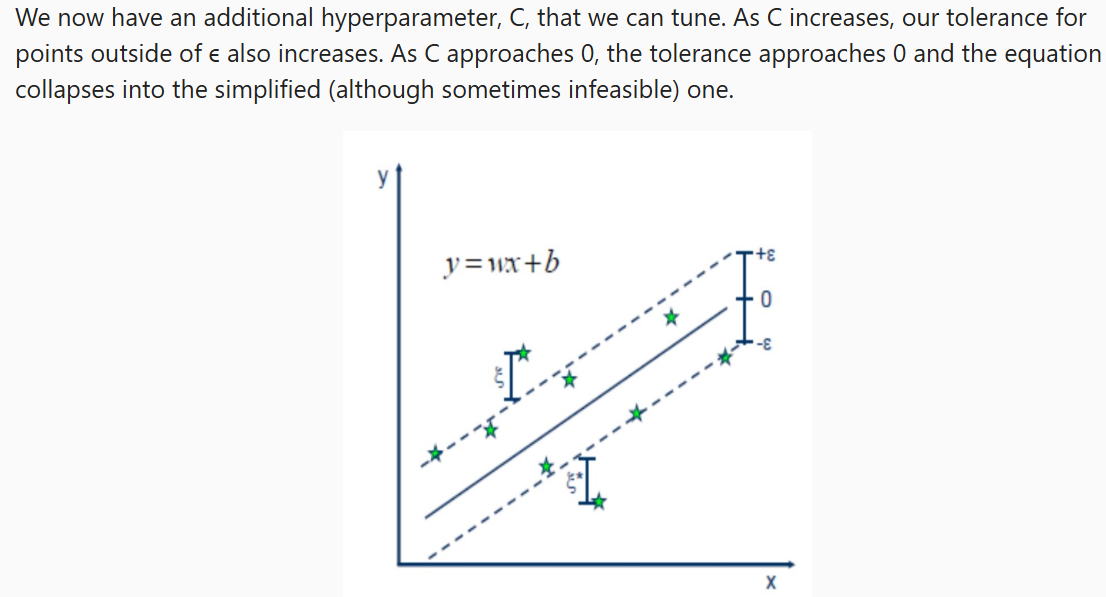 We now have an additional hyperparameter, C, that we can tune. As C increases, our tolerance for
points outside of ϵ also increases. As C approaches 0, the tolerance approaches 0 and the equation
collapses into the simplified (although sometimes infeasible) one.
y
y=wx+b
+ε
0
-ε
ξ
ξ*
x